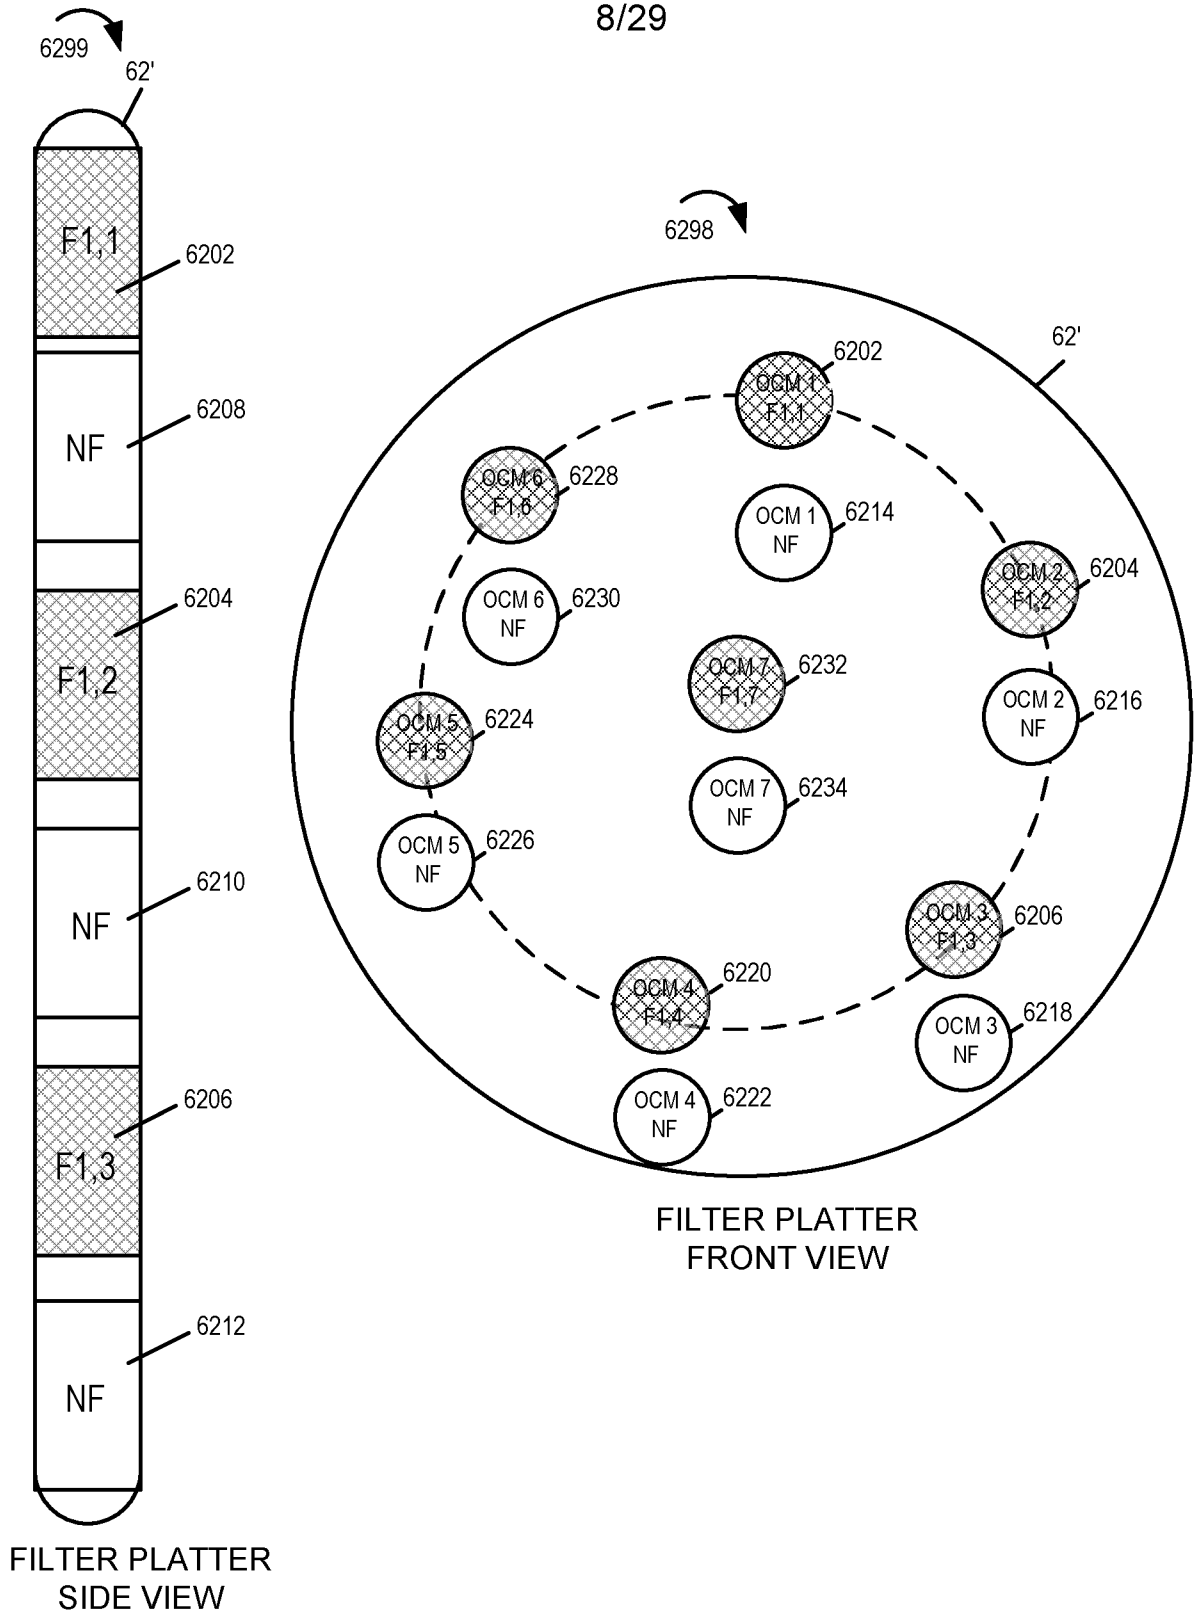 8/29
6299
62'
F1,1
6202
NF
6208
F1,2
6204
NF
6210
F1,3
6206
NF
6212
FILTER PLATTER
SIDE VIEW
6298
62'
OCM 1
F1,1
6202
OCM 6
F1,6
6228
OCM 1
NF
6214
OCM 2
F1,2
6204
OCM 6
NF
6230
OCM 7
F1,7
6232
OCM 2
NF
6216
OCM 5
F1,5
6224
OCM 7
NF
6234
OCM 5
NF
6226
OCM 3
F1,3
6206
OCM 4
F1,4
6220
OCM 3
NF
6218
OCM 4
NF
6222
FILTER PLATTER
FRONT VIEW